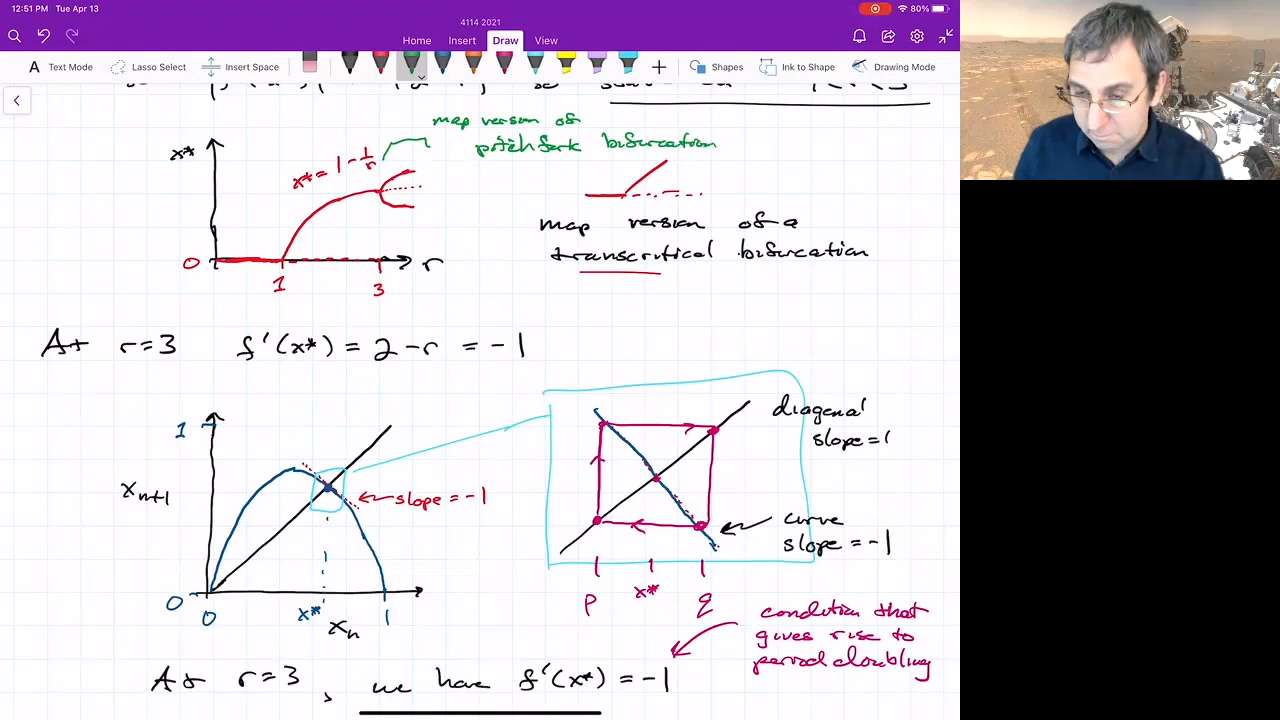 12:51 PM Tue Apr 13
80%
4114 2021
Home Insert Draw View
Text Mode Lasso Select Insert Space Shapes Ink to Shape Drawing Mode
map version of
pitchfork bifurcation
x*
x* = 1 - 1/r
0
1
3
r
map version of a
transcritical bifurcation
At r=3 f'(x*) = 2 - r = -1
1
x_{n+1}
0
0
x*
1
x_n
slope = -1
diagonal
slope = 1
curve
slope = -1
p x* q
condition that
gives rise to
period doubling
At r=3, we have f'(x*) = -1